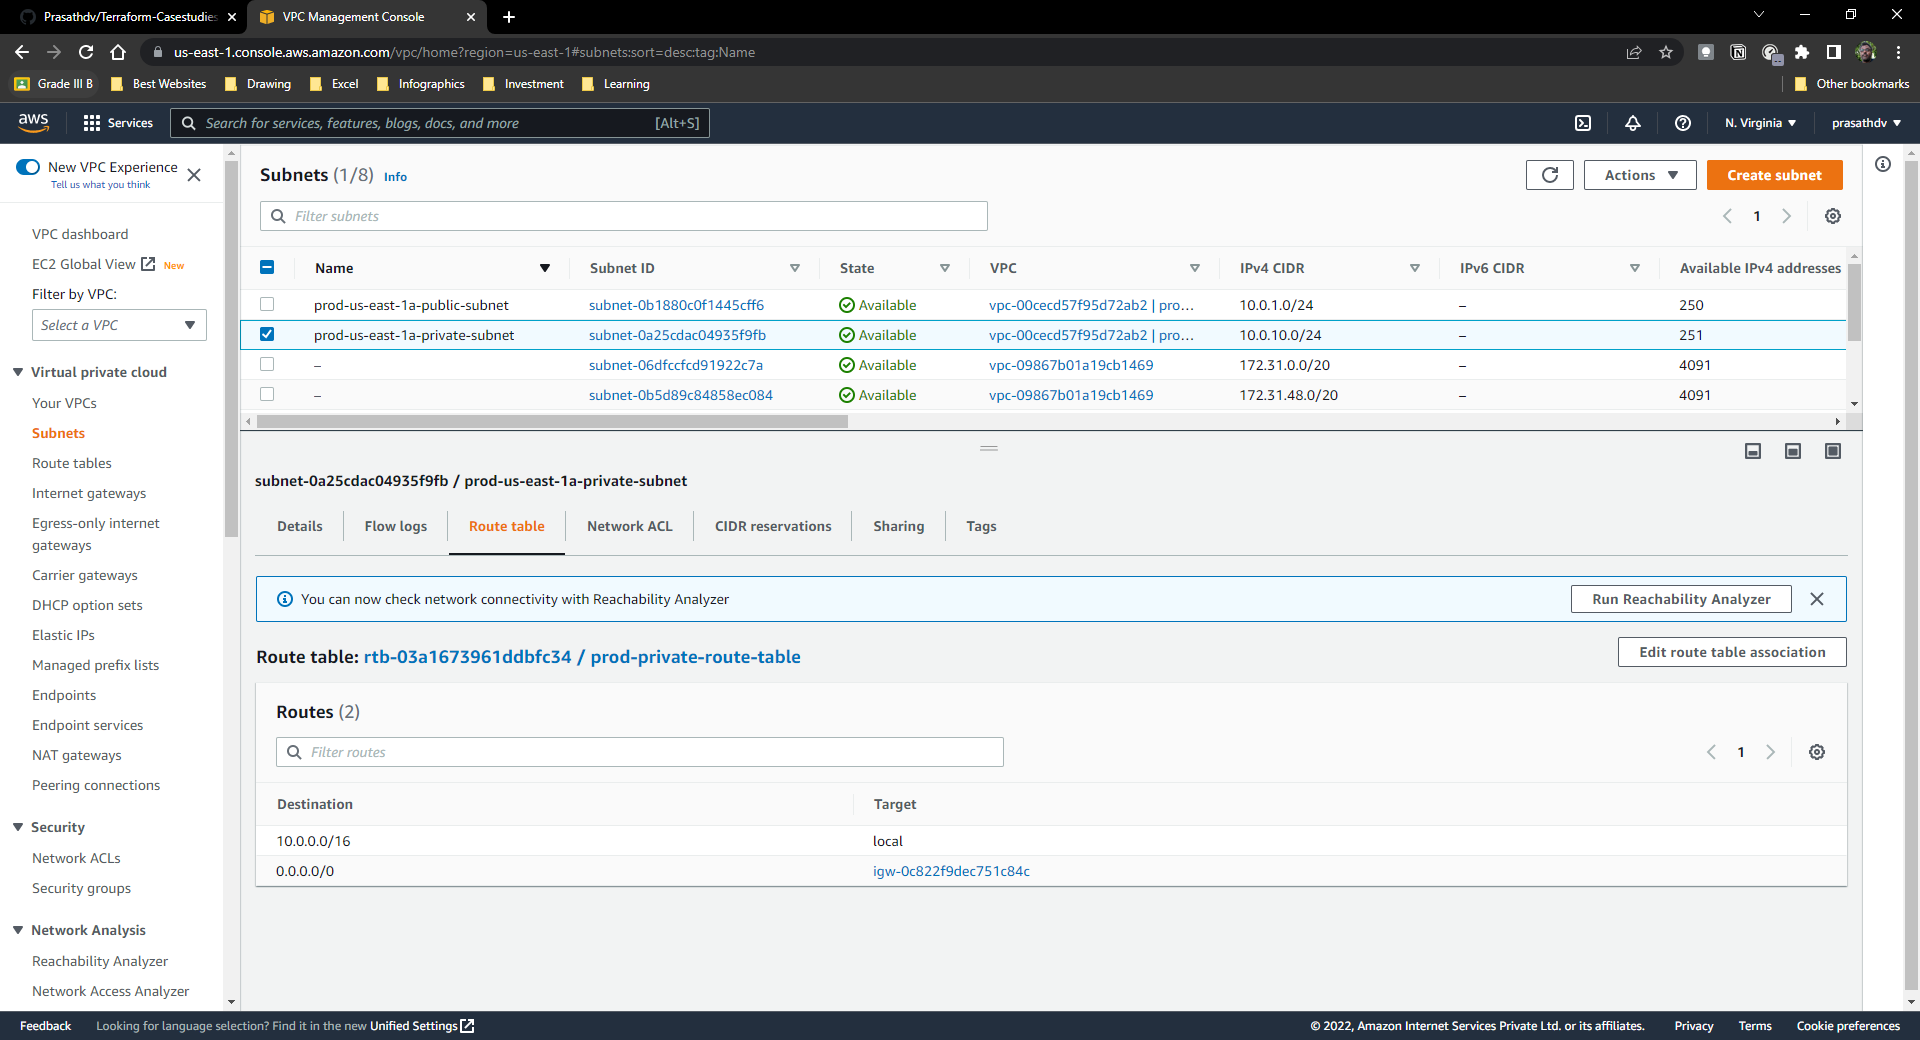 Prasathdv/Terraform-Casestudies
VPC Management Console
us-east-1.console.aws.amazon.com/vpc/home?region=us-east-1#subnets:sort=desc:tag:Name
Grade III B
Best Websites
Drawing
Excel
Infographics
Investment
Learning
Other bookmarks
aws
Services
Search for services, features, blogs, docs, and more
[Alt+S]
N. Virginia
prasathdv
New VPC Experience
Tell us what you think
VPC dashboard
EC2 Global View
New
Filter by VPC:
Select a VPC
Virtual private cloud
Your VPCs
Subnets
Route tables
Internet gateways
Egress-only internet
gateways
Carrier gateways
DHCP option sets
Elastic IPs
Managed prefix lists
Endpoints
Endpoint services
NAT gateways
Peering connections
Security
Network ACLs
Security groups
Network Analysis
Reachability Analyzer
Network Access Analyzer
Subnets (1/8) Info
Actions
Create subnet
Filter subnets
1
Name Subnet ID State VPC IPv4 CIDR IPv6 CIDR Available IPv4 addresses
prod-us-east-1a-public-subnet subnet-0b1880c0f1445cff6 Available vpc-00cecd57f95d72ab2 | pro... 10.0.1.0/24 – 250
prod-us-east-1a-private-subnet subnet-0a25cdac04935f9fb Available vpc-00cecd57f95d72ab2 | pro... 10.0.10.0/24 – 251
– subnet-06dfccfcd91922c7a Available vpc-09867b01a19cb1469 172.31.0.0/20 – 4091
– subnet-0b5d89c84858ec084 Available vpc-09867b01a19cb1469 172.31.48.0/20 – 4091
subnet-0a25cdac04935f9fb / prod-us-east-1a-private-subnet
Details
Flow logs
Route table
Network ACL
CIDR reservations
Sharing
Tags
You can now check network connectivity with Reachability Analyzer
Run Reachability Analyzer
Route table: rtb-03a1673961ddbfc34 / prod-private-route-table
Edit route table association
Routes (2)
Filter routes
1
Destination Target
10.0.0.0/16 local
0.0.0.0/0 igw-0c822f9dec751c84c
Feedback
Looking for language selection? Find it in the new Unified Settings
© 2022, Amazon Internet Services Private Ltd. or its affiliates.
Privacy
Terms
Cookie preferences